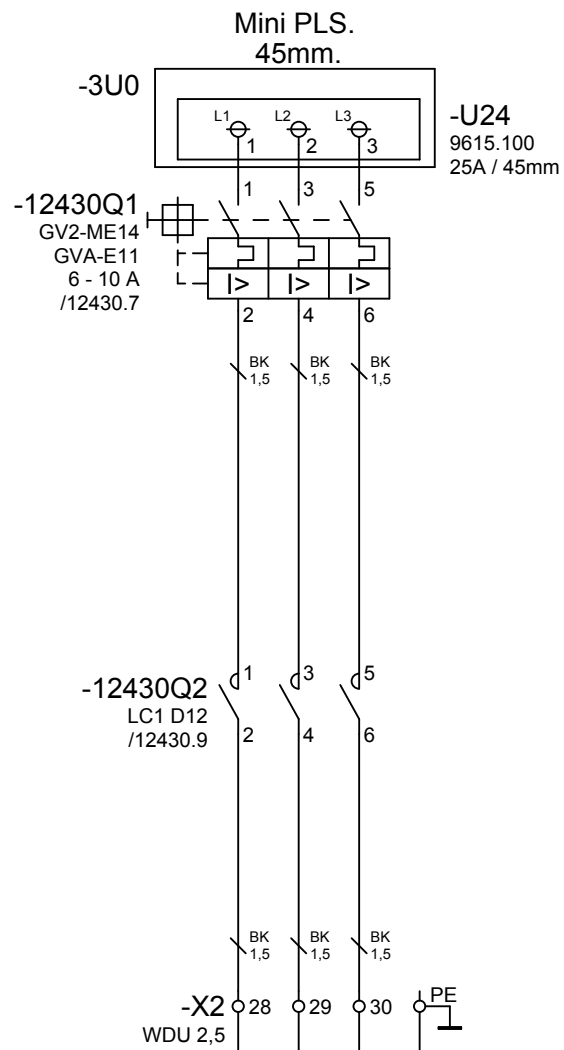 Mini PLS.
45mm.
-3U0
L1 L2 L3
1 2 3
-U24
9615.100
25A / 45mm
1 3 5
-12430Q1
GV2-ME14
GVA-E11
6 - 10 A
/12430.7
I> I> I>
2 4 6
BK BK BK
1,5 1,5 1,5
1 3 5
-12430Q2
LC1 D12
/12430.9
2 4 6
BK BK BK
1,5 1,5 1,5
-X2 28 29 30 PE
WDU 2,5